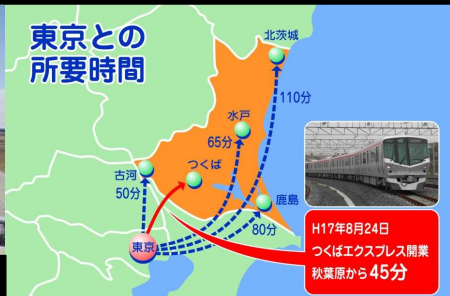 東京との
所要時間
北茨城
110分
水戸
65分
つくば
古河
50分
鹿島
80分
東京
H17年8月24日
つくばエクスプレス開業
秋葉原から45分